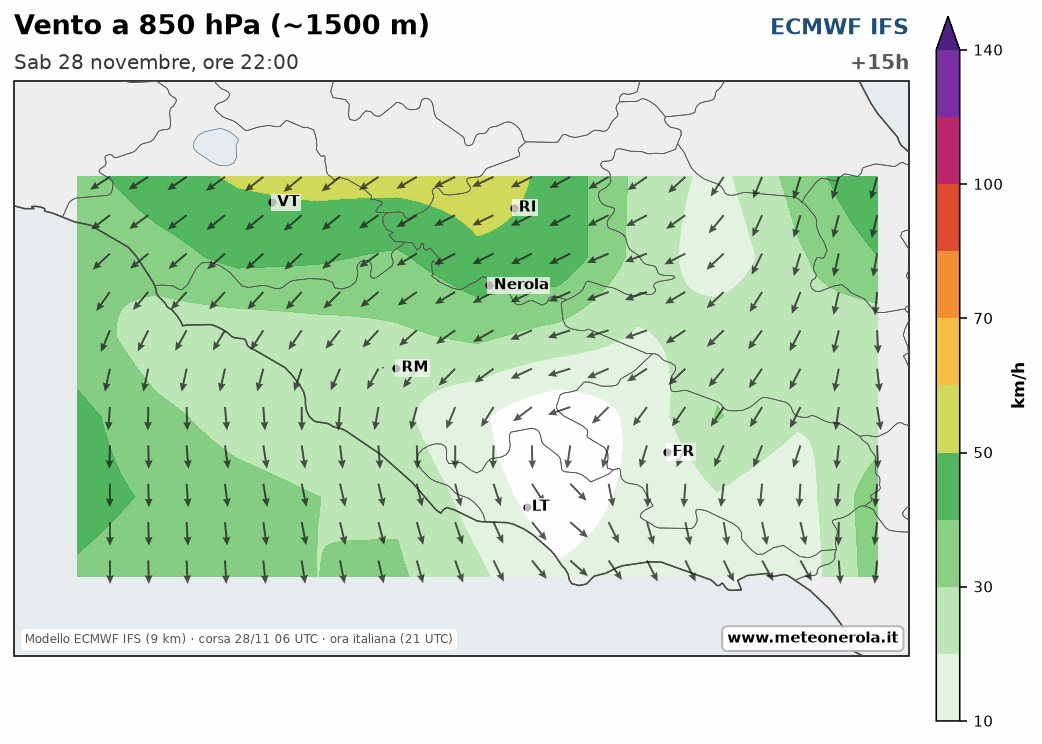 Vento a 850 hPa (~1500 m)
ECMWF IFS
Sab 28 novembre, ore 22:00
+15h
140
100
70
50
30
10
km/h
VT
RI
Nerola
RM
FR
LT
Modello ECMWF IFS (9 km) · corsa 28/11 06 UTC · ora italiana (21 UTC)
www.meteonerola.it